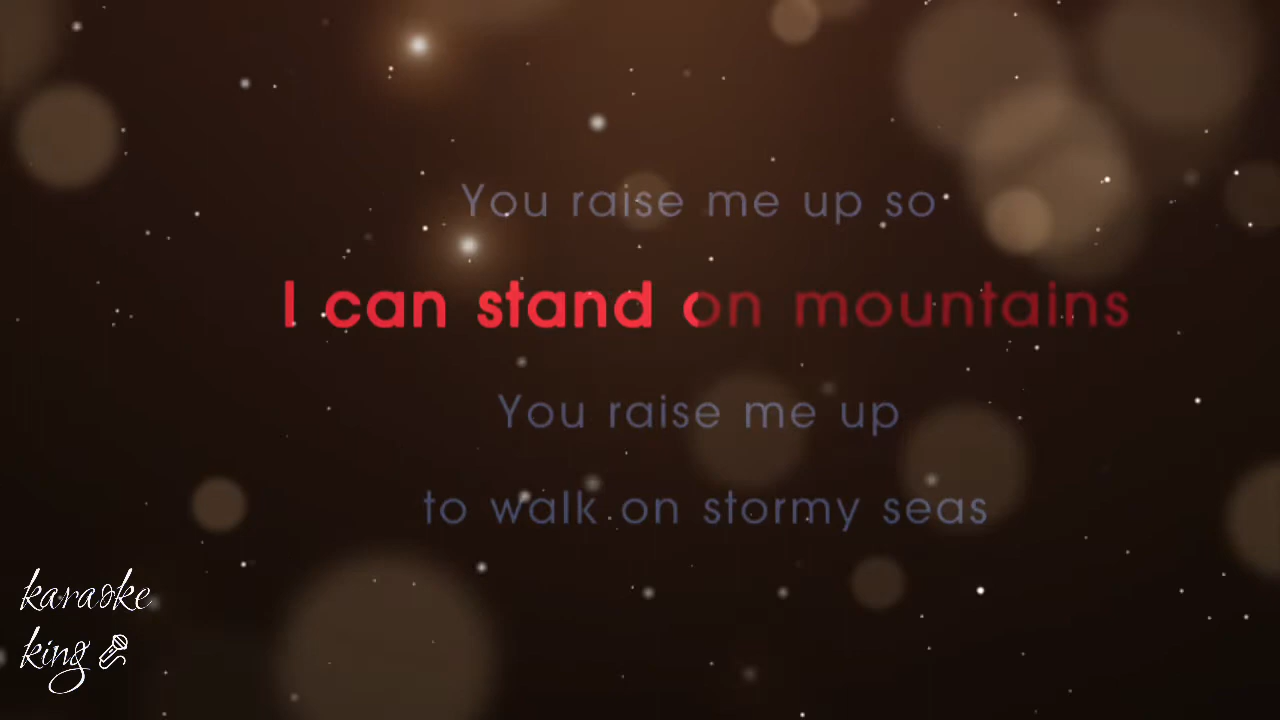 You raise me up so
I can stand on mountains
You raise me up
to walk on stormy seas
karaoke
king